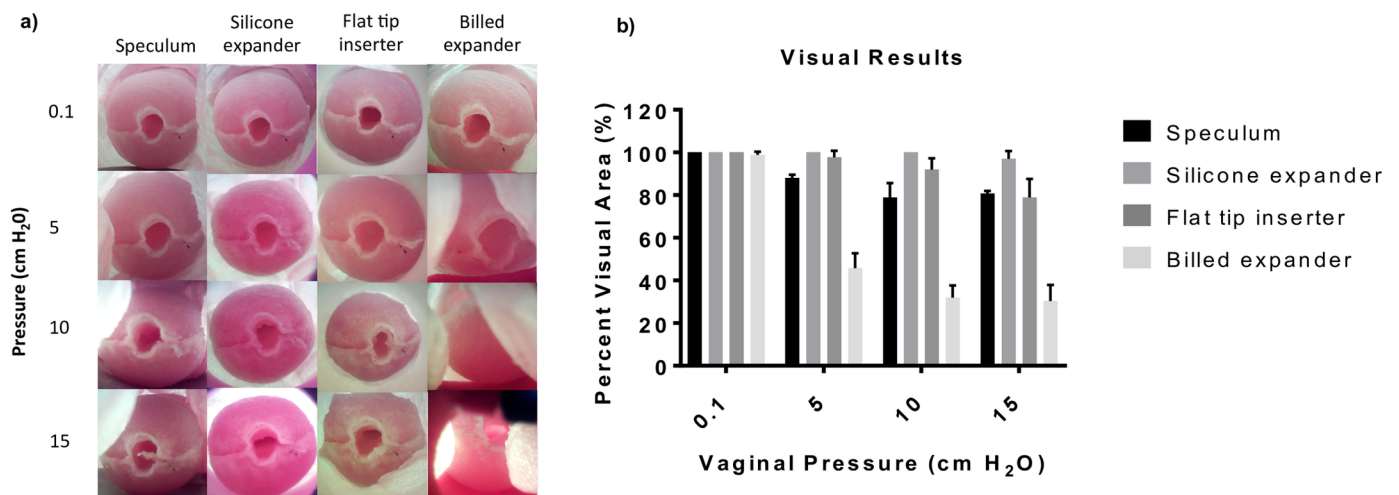 a)
Speculum
Silicone
expander
Flat tip
inserter
Billed
expander
Pressure (cm H₂0)
0.1
5
10
15
b)
Visual Results
Percent Visual Area (%)
120
100
80
60
40
20
0
0.1
5
10
15
Vaginal Pressure (cm H₂O)
Speculum
Silicone expander
Flat tip inserter
Billed expander